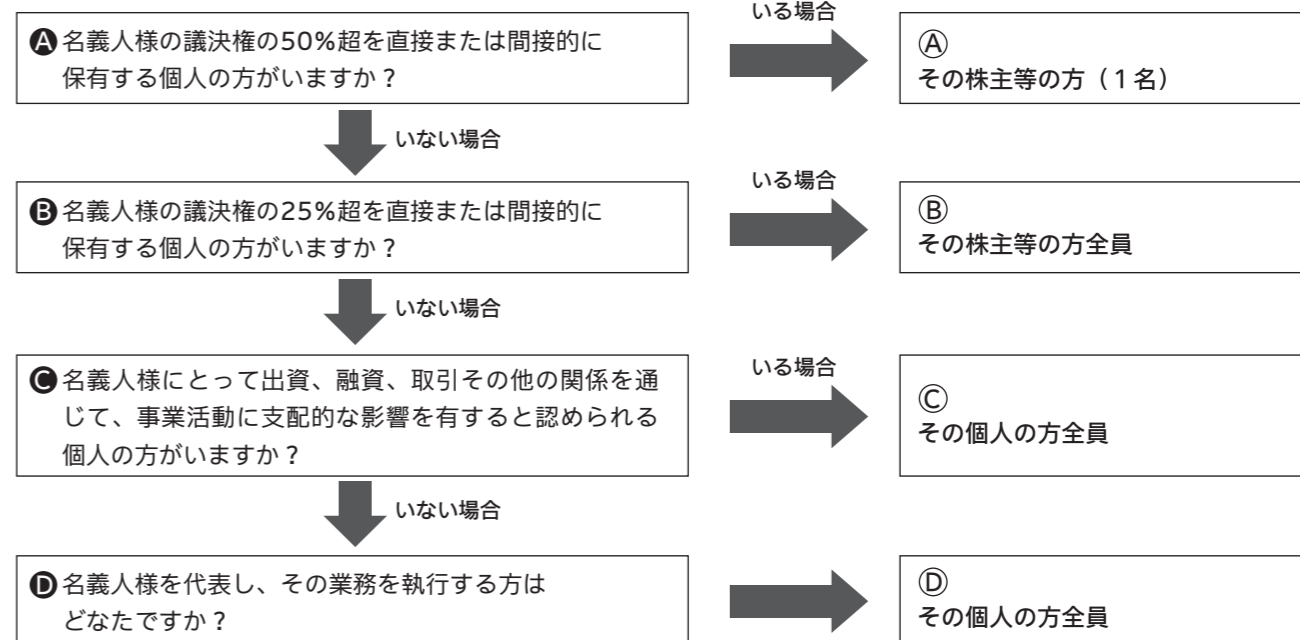 いる場合
Ⓐ名義人様の議決権の50%超を直接または間接的に
保有する個人の方がいますか？
Ⓐ
その株主等の方（１名）
いない場合
いる場合
Ⓑ名義人様の議決権の25%超を直接または間接的に
保有する個人の方がいますか？
Ⓑ
その株主等の方全員
いない場合
いる場合
Ⓒ名義人様にとって出資、融資、取引その他の関係を通
じて、事業活動に支配的な影響を有すると認められる
個人の方がいますか？
Ⓒ
その個人の方全員
いない場合
Ⓓ名義人様を代表し、その業務を執行する方は
どなたですか？
Ⓓ
その個人の方全員